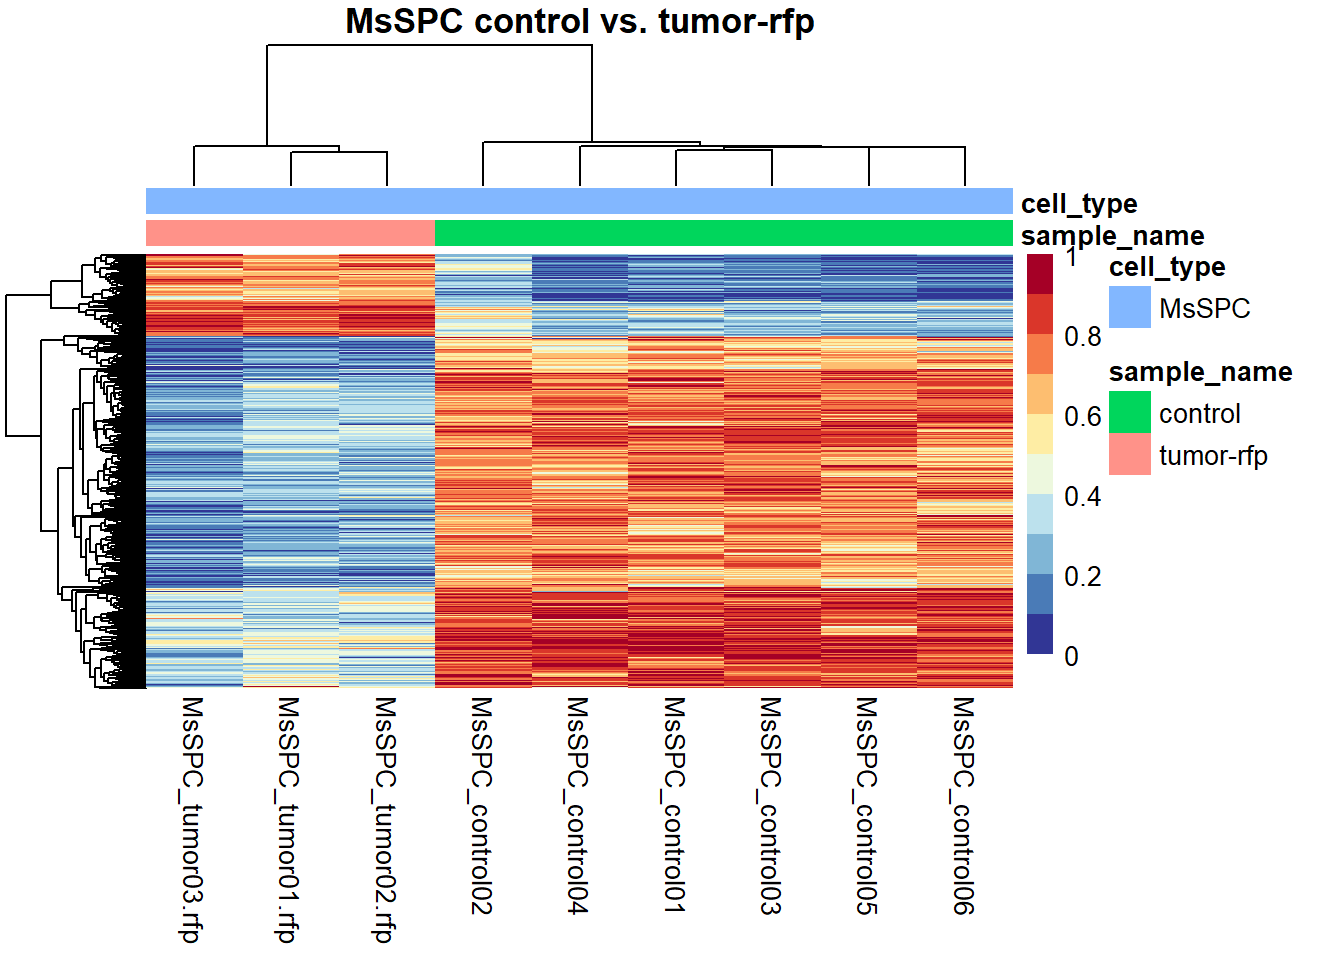 MsSPC control vs. tumor-rfp
cell_type
sample_name
1
0.8
0.6
0.4
0.2
0
cell_type
MsSPC
sample_name
control
tumor-rfp
MsSPC_tumor03.rfp
MsSPC_tumor01.rfp
MsSPC_tumor02.rfp
MsSPC_control02
MsSPC_control04
MsSPC_control01
MsSPC_control03
MsSPC_control05
MsSPC_control06